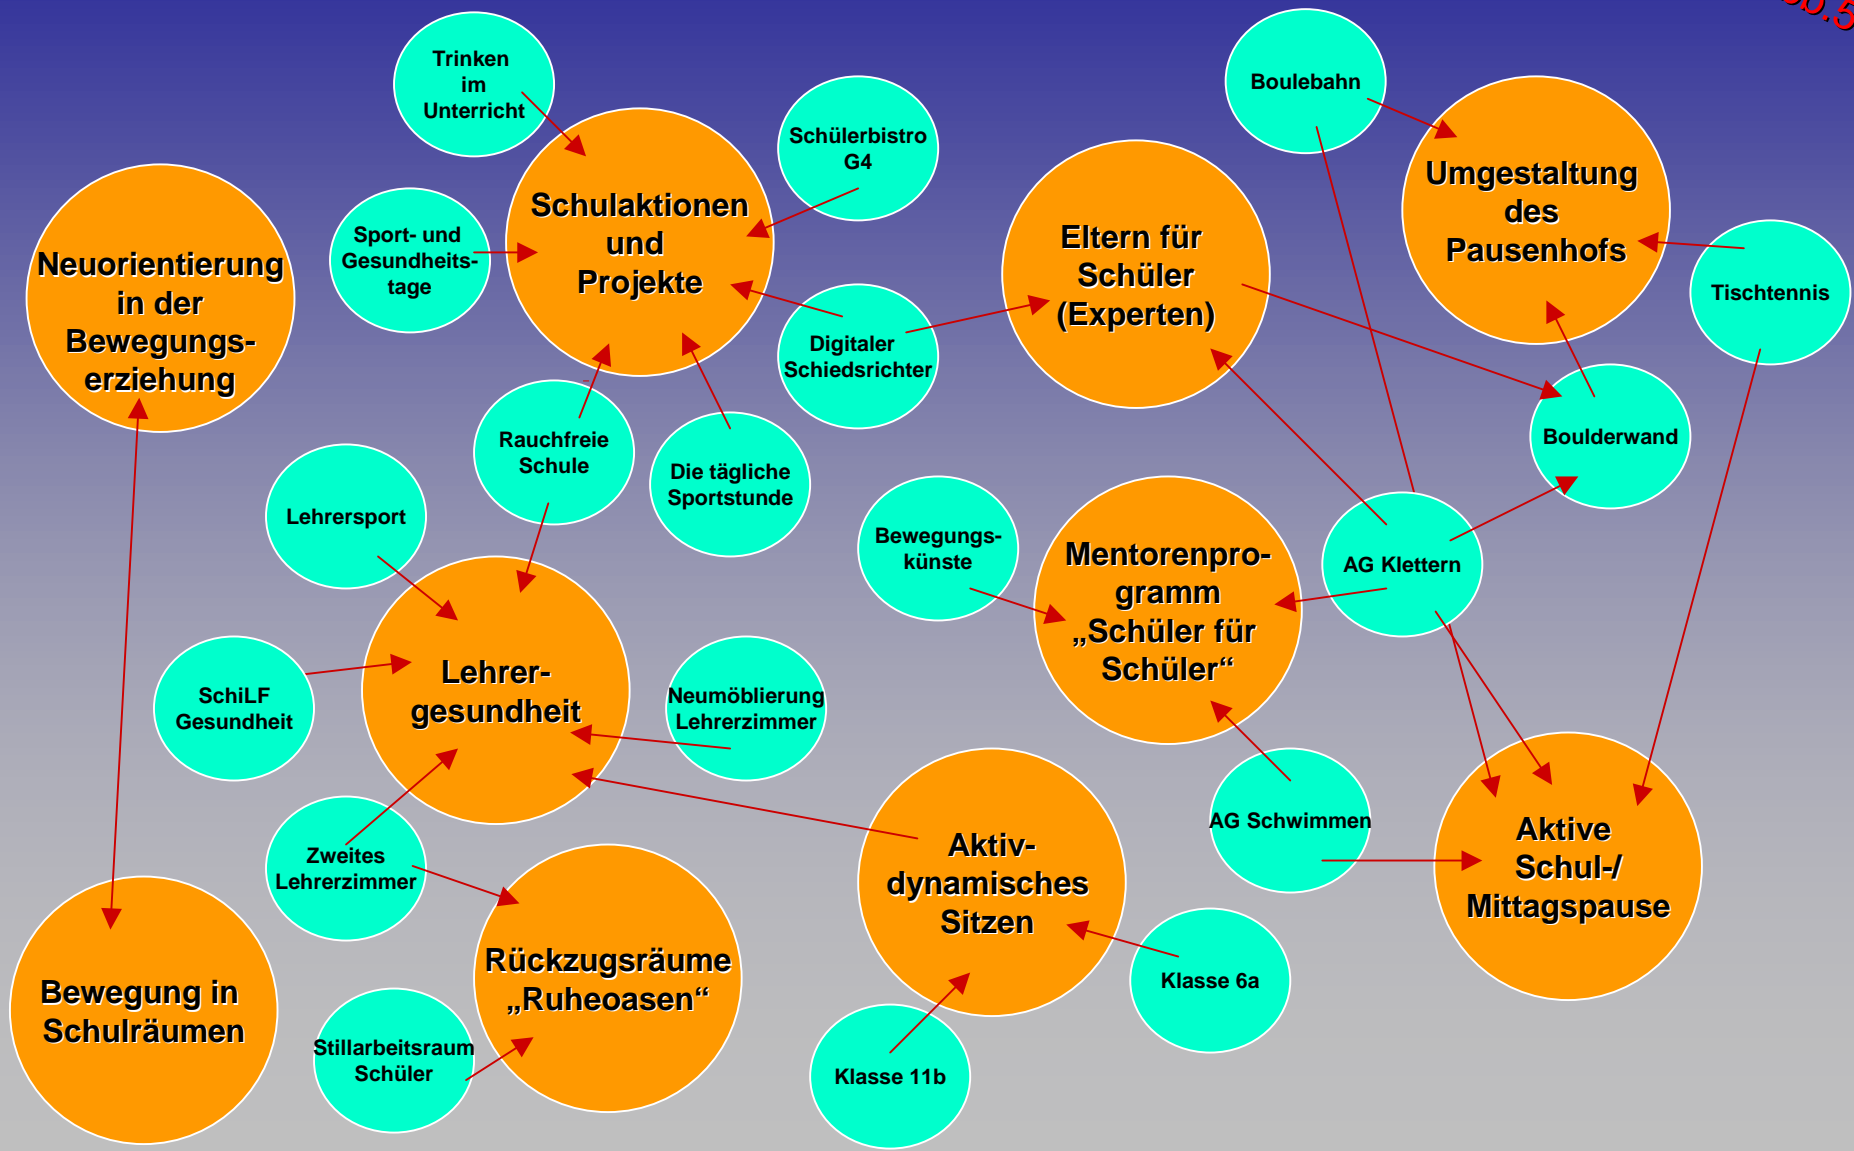 Trinken
im
Unterricht
Boulebahn
Schülerbistro
G4
Umgestaltung
des
Pausenhofs
Schulaktionen
und
Projekte
Eltern für
Schüler
(Experten)
Sport- und
Gesundheits-
tage
Neuorientierung
in der
Bewegungs-
erziehung
Tischtennis
Digitaler
Schiedsrichter
Rauchfreie
Schule
Die tägliche
Sportstunde
Boulderwand
Lehrersport
Bewegungs-
künste
Mentorenpro-
gramm
„Schüler für
Schüler“
AG Klettern
SchiLF
Gesundheit
Lehrer-
gesundheit
Neumöblierung
Lehrerzimmer
AG Schwimmen
Aktive
Schul-/
Mittagspause
Zweites
Lehrerzimmer
Aktiv-
dynamisches
Sitzen
Rückzugsräume
„Ruheoasen“
Klasse 6a
Bewegung in
Schulräumen
Stillarbeitsraum
Schüler
Klasse 11b